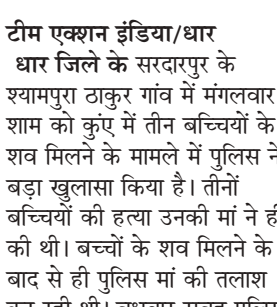 टीम एक्शन इंडिया/धार
धार जिले के सरदारपुर के
श्यामपुरा ठाकुर गांव में मंगलवार
शाम को कुंए में तीन बच्चियों के
शव मिलने के मामले में पुलिस ने
बड़ा खुलासा किया है। तीनों
बच्चियों की हत्या उनकी मां ने ही
की थी। बच्चों के शव मिलने के
बाद से ही पुलिस मां की तलाश